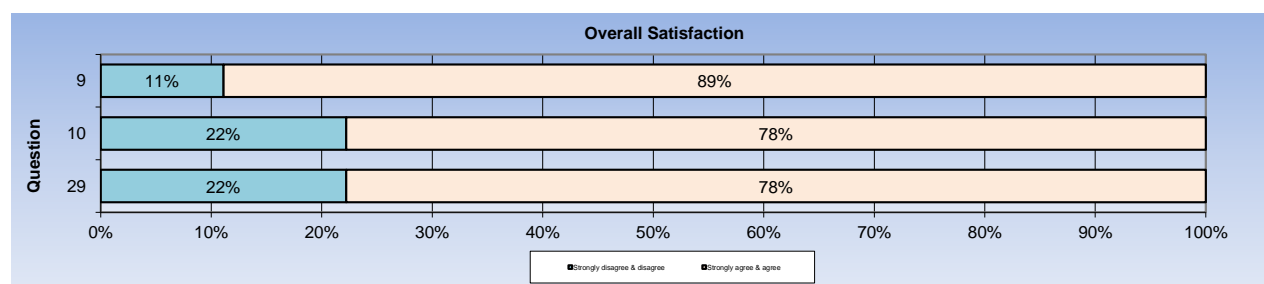 Overall Satisfaction
Question
9
11%
89%
10
22%
78%
29
22%
78%
0% 10% 20% 30% 40% 50% 60% 70% 80% 90% 100%
Strongly disagree & disagree Strongly agree & agree